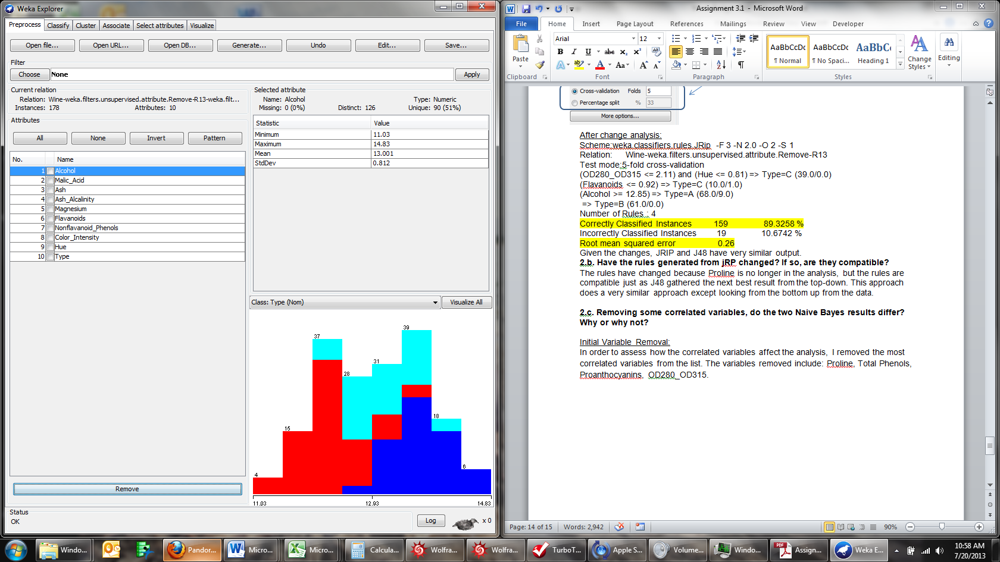 Weka Explorer
Preprocess Classify Cluster Associate Select attributes Visualize
Open file... Open URL... Open DB... Generate... Undo Edit... Save...
Filter
Choose None Apply
Current relation
Relation: Wine-weka.filters.unsupervised.attribute.Remove-R13-weka.filt...
Instances: 178 Attributes: 10
Attributes
All None Invert Pattern
No. Name
1 Alcohol
2 Malic_Acid
3 Ash
4 Ash_Alcalinity
5 Magnesium
6 Flavanoids
7 Nonflavanoid_Phenols
8 Color_Intensity
9 Hue
10 Type
Remove
Status
OK
Selected attribute
Name: Alcohol Type: Numeric
Missing: 0 (0%) Distinct: 126 Unique: 90 (51%)
Statistic Value
Minimum 11.03
Maximum 14.83
Mean 13.001
StdDev 0.812
Class: Type (Nom) Visualize All
4 15 37 28 31 39 18 6
11.03 12.93 14.83
Log x 0
Assignment 3.1 - Microsoft Word
File Home Insert Page Layout References Mailings Review View Developer
Paste
Clipboard
Arial 12
B I U abc x₂ x² Aa
Font
Paragraph
AaBbCcDc AaBbCcDc AaBbC
¶ Normal ¶ No Spaci... Heading 1
Change Styles
Styles
Editing
Cross-validation Folds 5
Percentage split % 33
More options...
After change analysis:
Scheme:weka.classifiers.rules.JRip -F 3 -N 2.0 -O 2 -S 1
Relation: Wine-weka.filters.unsupervised.attribute.Remove-R13
Test mode:5-fold cross-validation
(OD280_OD315 <= 2.11) and (Hue <= 0.81) => Type=C (39.0/0.0)
(Flavanoids <= 0.92) => Type=C (10.0/1.0)
(Alcohol >= 12.85) => Type=A (68.0/9.0)
=> Type=B (61.0/0.0)
Number of Rules : 4
Correctly Classified Instances 159 89.3258 %
Incorrectly Classified Instances 19 10.6742 %
Root mean squared error 0.26
Given the changes, JRIP and J48 have very similar output.
2.b. Have the rules generated from jRP changed? If so, are they compatible?
The rules have changed because Proline is no longer in the analysis, but the rules are
compatible just as J48 gathered the next best result from the top-down. This approach
does a very similar approach except looking from the bottom up from the data.
2.c. Removing some correlated variables, do the two Naive Bayes results differ?
Why or why not?
Initial Variable Removal:
In order to assess how the correlated variables affect the analysis, I removed the most
correlated variables from the list. The variables removed include: Proline, Total Phenols,
Proanthocyanins, OD280_OD315.
Page: 14 of 15 Words: 2,942 90%
Windo... Pandor... Micro... Micro... Calcula... Wolfra... Wolfra... TurboT... Apple S... Volume... Windo... Assign... Weka E...
10:58 AM
7/20/2013